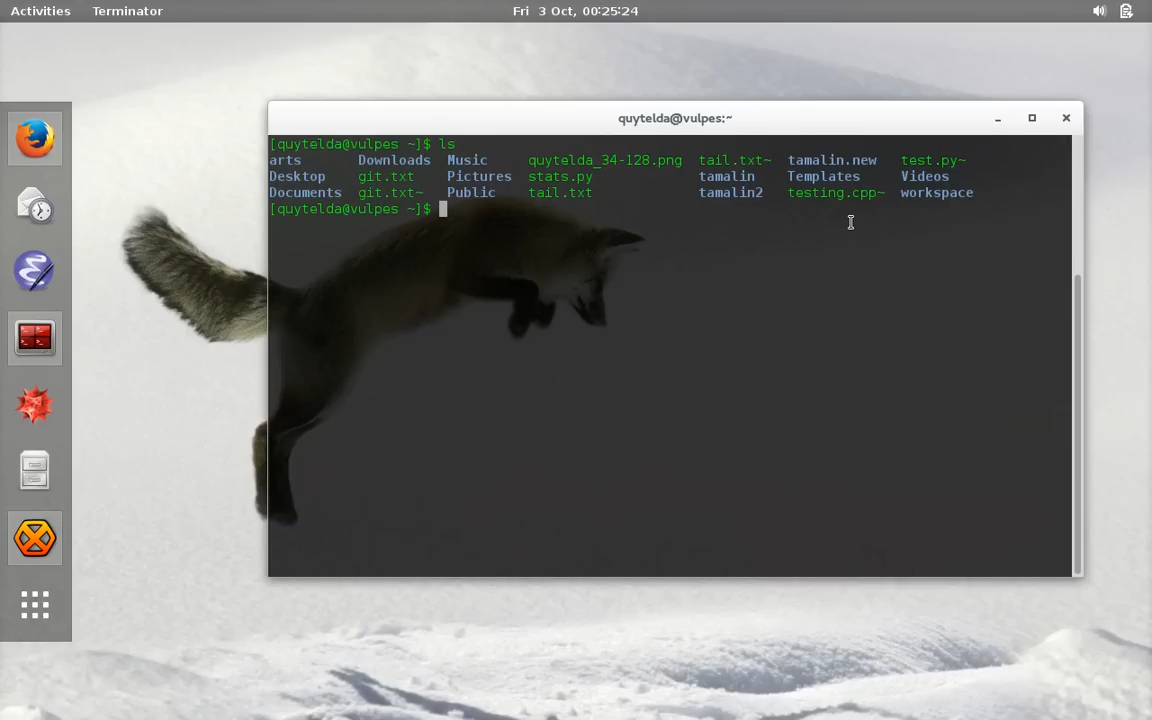 Activities Terminator Fri 3 Oct, 00:25:24
quytelda@vulpes:~
[quytelda@vulpes ~]$ ls
arts Downloads Music quytelda_34-128.png tail.txt~ tamalin.new test.py~
Desktop git.txt Pictures stats.py tamalin Templates Videos
Documents git.txt~ Public tail.txt tamalin2 testing.cpp~ workspace
[quytelda@vulpes ~]$